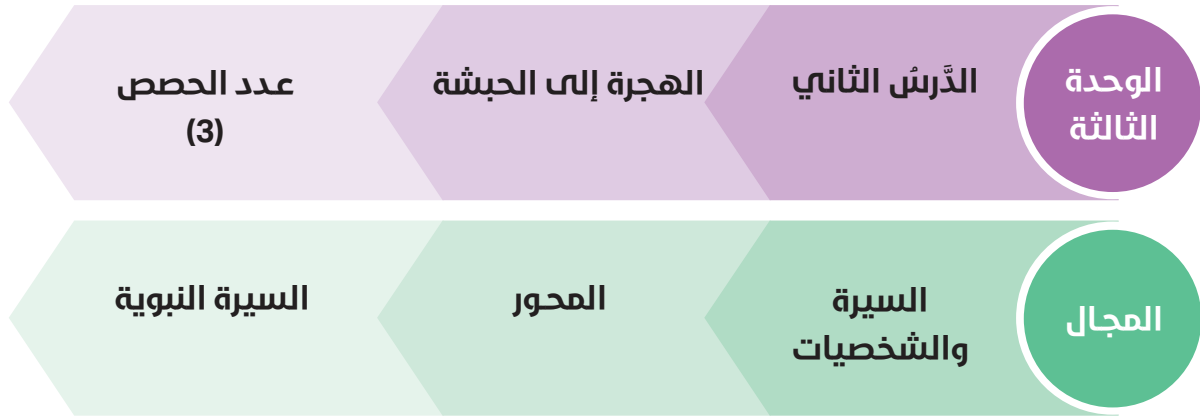 الوحدة
الثالثة
الدَّرسُ الثاني
الهجرة إلى الحبشة
عدد الحصص
(3)
المجال
السيرة
والشخصيات
المحور
السيرة النبوية